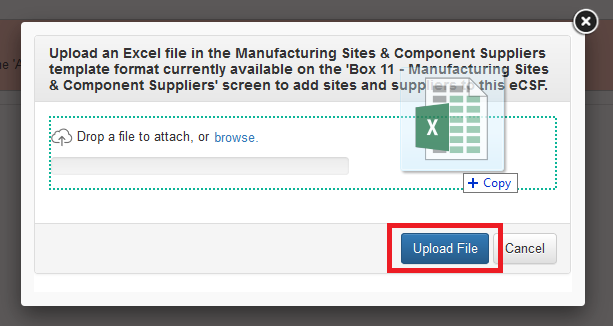 Upload an Excel file in the Manufacturing Sites & Component Suppliers
template format currently available on the 'Box 11 - Manufacturing Sites
& Component Suppliers' screen to add sites and suppliers to this eCSF.
Drop a file to attach, or browse.
X
+ Copy
Upload File Cancel